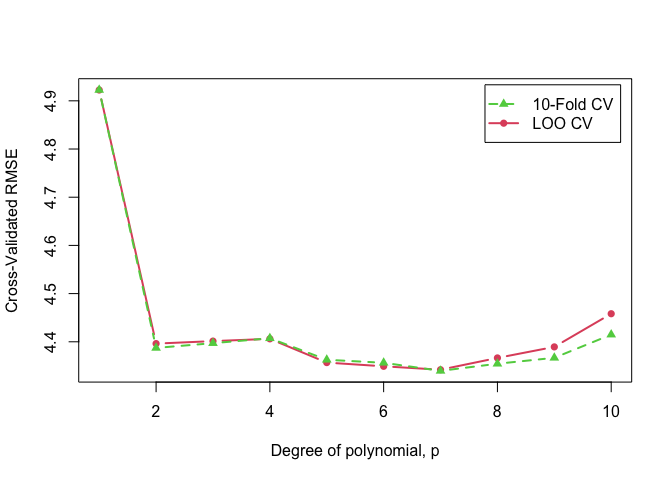 10-Fold CV
LOO CV
Cross-Validated RMSE
4.9
4.8
4.7
4.6
4.5
4.4
2 4 6 8 10
Degree of polynomial, p